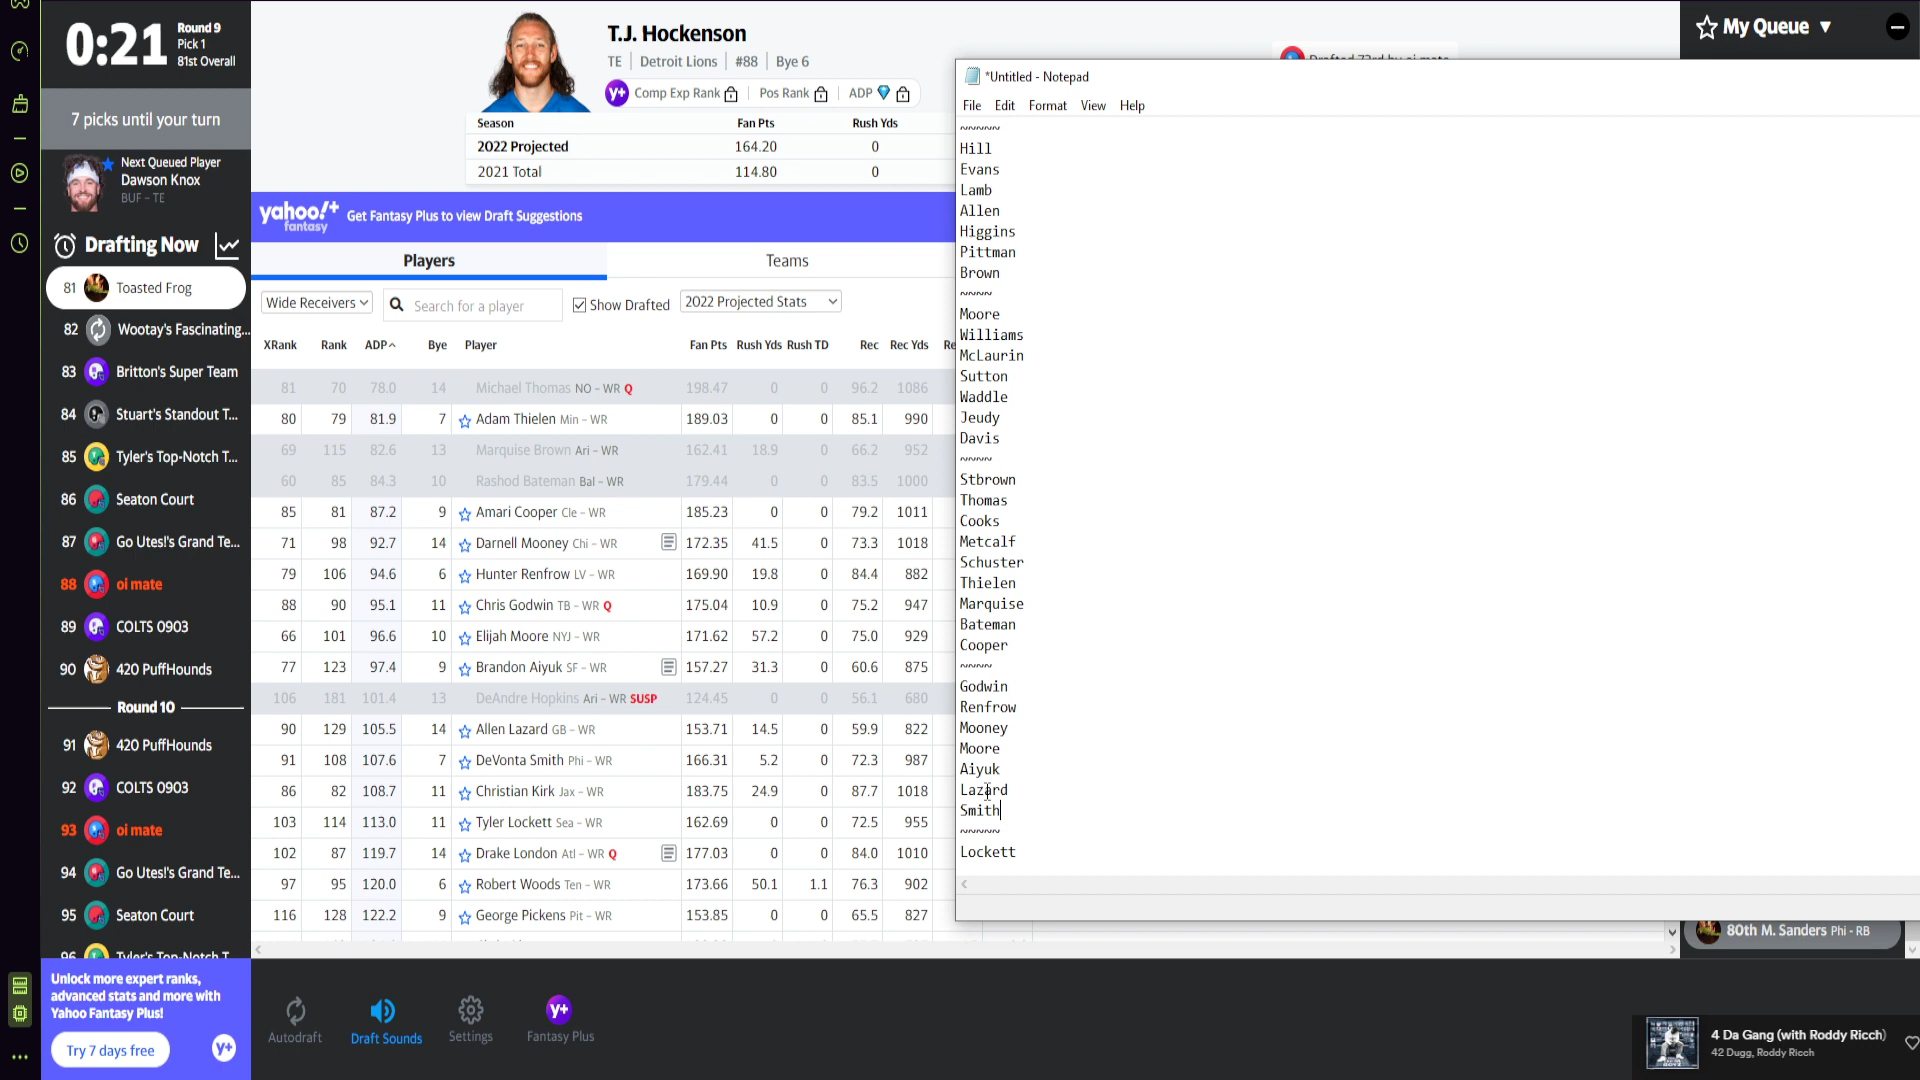 0:21
Round 9
Pick 1
81st Overall
7 picks until your turn
Next Queued Player
Dawson Knox
BUF - TE
Drafting Now
81 Toasted Frog
82 Wootay's Fascinating...
83 Britton's Super Team
84 Stuart's Standout T...
85 Tyler's Top-Notch T...
86 Seaton Court
87 Go Utes!'s Grand Te...
88 oi mate
89 COLTS 0903
90 420 PuffHounds
Round 10
91 420 PuffHounds
92 COLTS 0903
93 oi mate
94 Go Utes!'s Grand Te...
95 Seaton Court
96 Tyler's Top-Notch T...
Unlock more expert ranks,
advanced stats and more with
Yahoo Fantasy Plus!
Try 7 days free
y+
T.J. Hockenson
TE Detroit Lions #88 Bye 6
y+ Comp Exp Rank Pos Rank ADP
Season Fan Pts Rush Yds
2022 Projected 164.20 0
2021 Total 114.80 0
yahoo!+
fantasy
Get Fantasy Plus to view Draft Suggestions
Players Teams
Wide Receivers Search for a player Show Drafted 2022 Projected Stats
XRank Rank ADP Bye Player Fan Pts Rush Yds Rush TD Rec Rec Yds Re
81 70 78.0 14 Michael Thomas NO - WR Q 198.47 0 0 96.2 1086
80 79 81.9 7 Adam Thielen Min - WR 189.03 0 0 85.1 990
69 115 82.6 13 Marquise Brown Ari - WR 162.41 18.9 0 66.2 952
60 85 84.3 10 Rashod Bateman Bal - WR 179.44 0 0 83.5 1000
85 81 87.2 9 Amari Cooper Cle - WR 185.23 0 0 79.2 1011
71 98 92.7 14 Darnell Mooney Chi - WR 172.35 41.5 0 73.3 1018
79 106 94.6 6 Hunter Renfrow LV - WR 169.90 19.8 0 84.4 882
88 90 95.1 11 Chris Godwin TB - WR Q 175.04 10.9 0 75.2 947
66 101 96.6 10 Elijah Moore NYJ - WR 171.62 57.2 0 75.0 929
77 123 97.4 9 Brandon Aiyuk SF - WR 157.27 31.3 0 60.6 875
106 181 101.4 13 DeAndre Hopkins Ari - WR SUSP 124.45 0 0 56.1 680
90 129 105.5 14 Allen Lazard GB - WR 153.71 14.5 0 59.9 822
91 108 107.6 7 DeVonta Smith Phi - WR 166.31 5.2 0 72.3 987
86 82 108.7 11 Christian Kirk Jax - WR 183.75 24.9 0 87.7 1018
103 114 113.0 11 Tyler Lockett Sea - WR 162.69 0 0 72.5 955
102 87 119.7 14 Drake London Atl - WR Q 177.03 0 0 84.0 1010
97 95 120.0 6 Robert Woods Ten - WR 173.66 50.1 1.1 76.3 902
116 128 122.2 9 George Pickens Pit - WR 153.85 0 0 65.5 827
Autodraft
Draft Sounds
Settings
y+
Fantasy Plus
*Untitled - Notepad
File Edit Format View Help
~~~~~
Hill
Evans
Lamb
Allen
Higgins
Pittman
Brown
~~~~
Moore
Williams
McLaurin
Sutton
Waddle
Jeudy
Davis
~~~~
Stbrown
Thomas
Cooks
Metcalf
Schuster
Thielen
Marquise
Bateman
Cooper
~~~~
Godwin
Renfrow
Mooney
Moore
Aiyuk
Lazard
Smith
~~~~~
Lockett
My Queue
80th M. Sanders Phi - RB
4 Da Gang (with Roddy Ricch)
42 Dugg, Roddy Ricch